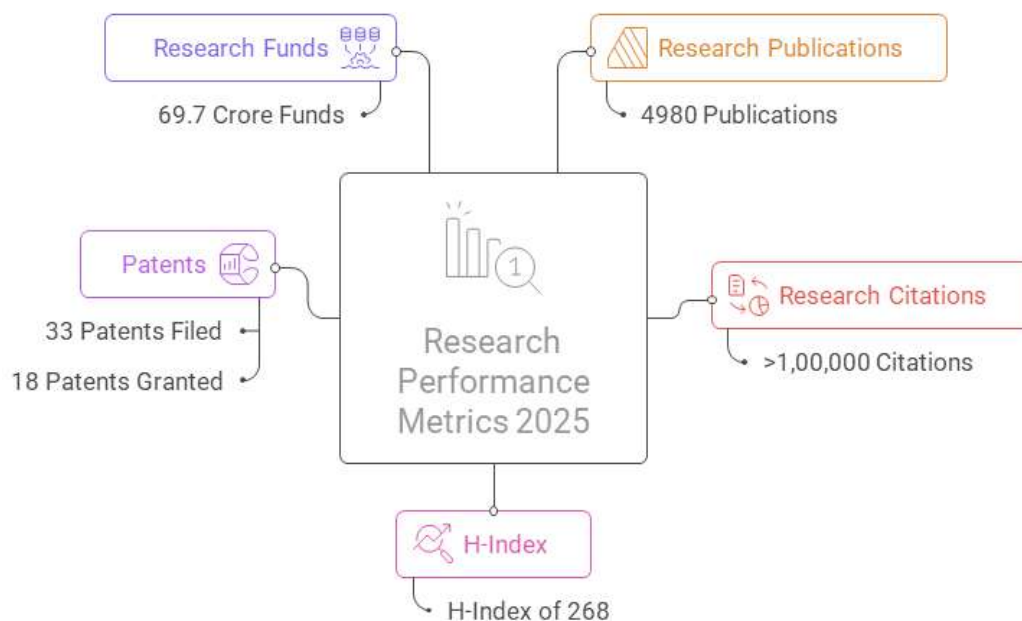 Research Funds
69.7 Crore Funds
Research Publications
4980 Publications
Patents
33 Patents Filed
18 Patents Granted
1
Research
Performance
Metrics 2025
Research Citations
>1,00,000 Citations
H-Index
H-Index of 268